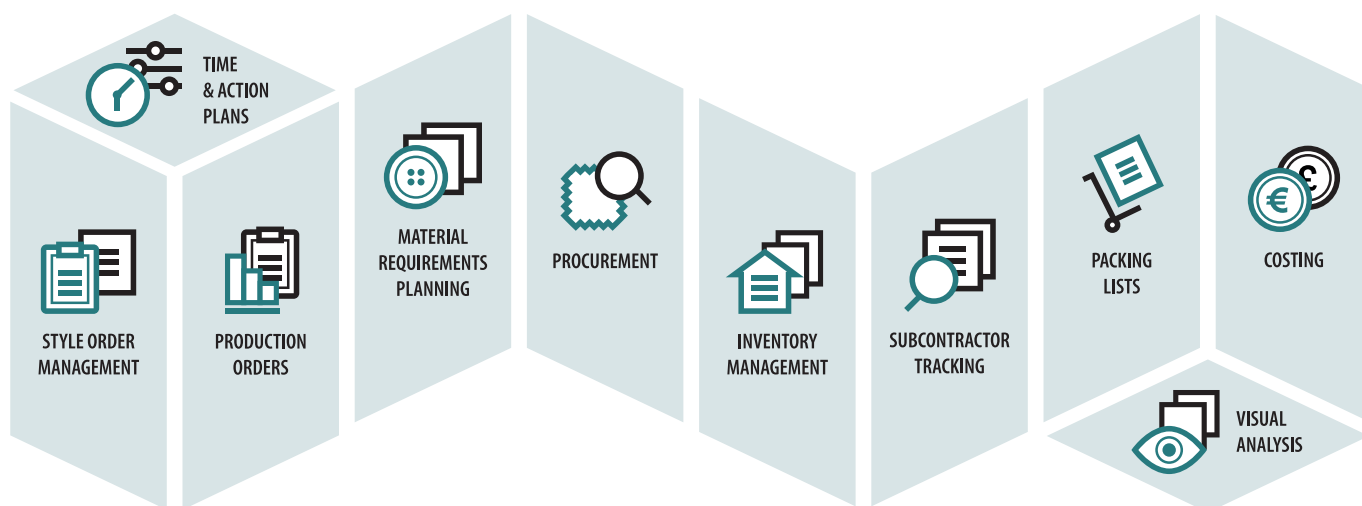 TIME
& ACTION
PLANS
STYLE ORDER
MANAGEMENT
PRODUCTION
ORDERS
MATERIAL
REQUIREMENTS
PLANNING
PROCUREMENT
INVENTORY
MANAGEMENT
SUBCONTRACTOR
TRACKING
PACKING
LISTS
€
€
COSTING
VISUAL
ANALYSIS